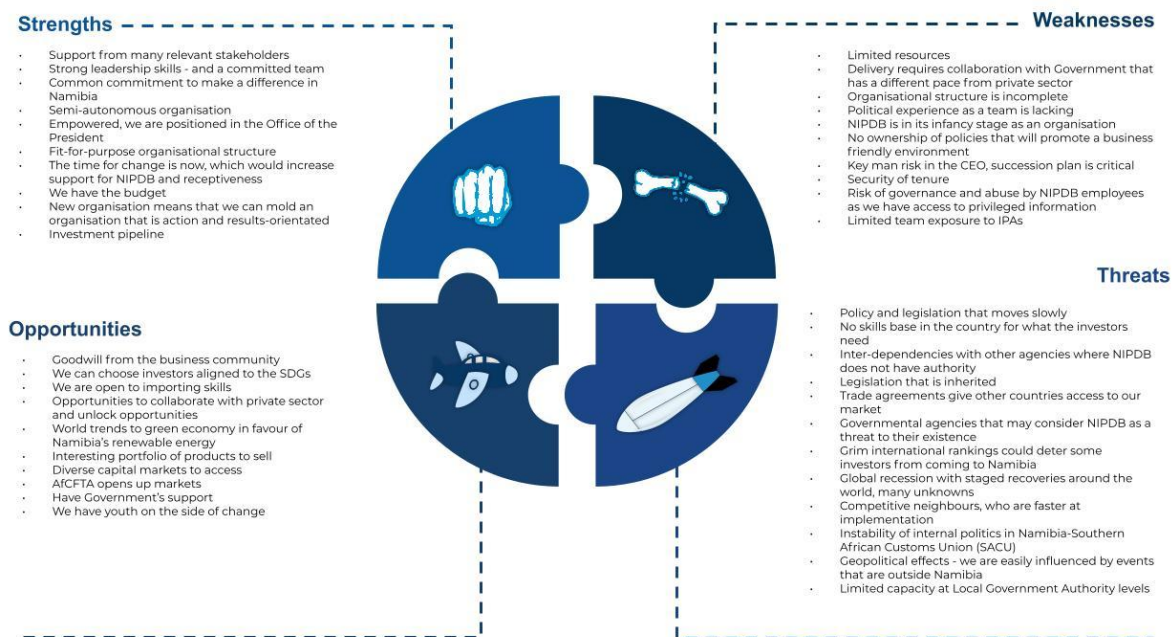 Strengths
· Support from many relevant stakeholders
· Strong leadership skills - and a committed team
· Common commitment to make a difference in
Namibia
· Semi-autonomous organisation
· Empowered, we are positioned in the Office of the
President
· Fit-for-purpose organisational structure
· The time for change is now, which would increase
support for NIPDB and receptiveness
· We have the budget
· New organisation means that we can mold an
organisation that is action and results-orientated
· Investment pipeline
Weaknesses
· Limited resources
· Delivery requires collaboration with Government that
has a different pace from private sector
· Organisational structure is incomplete
· Political experience as a team is lacking
· NIPDB is in its infancy stage as an organisation
· No ownership of policies that will promote a business
friendly environment
· Key man risk in the CEO, succession plan is critical
· Security of tenure
· Risk of governance and abuse by NIPDB employees
as we have access to privileged information
· Limited team exposure to IPAs
Opportunities
· Goodwill from the business community
· We can choose investors aligned to the SDGs
· We are open to importing skills
· Opportunities to collaborate with private sector
and unlock opportunities
· World trends to green economy in favour of
Namibia's renewable energy
· Interesting portfolio of products to sell
· Diverse capital markets to access
· AfCFTA opens up markets
· Have Government's support
· We have youth on the side of change
Threats
· Policy and legislation that moves slowly
· No skills base in the country for what the investors
need
· Inter-dependencies with other agencies where NIPDB
does not have authority
· Legislation that is inherited
· Trade agreements give other countries access to our
market
· Governmental agencies that may consider NIPDB as a
threat to their existence
· Grim international rankings could deter some
investors from coming to Namibia
· Global recession with staged recoveries around the
world, many unknowns
· Competitive neighbours, who are faster at
implementation
· Instability of internal politics in Namibia-Southern
African Customs Union (SACU)
· Geopolitical effects - we are easily influenced by events
that are outside Namibia
· Limited capacity at Local Government Authority levels